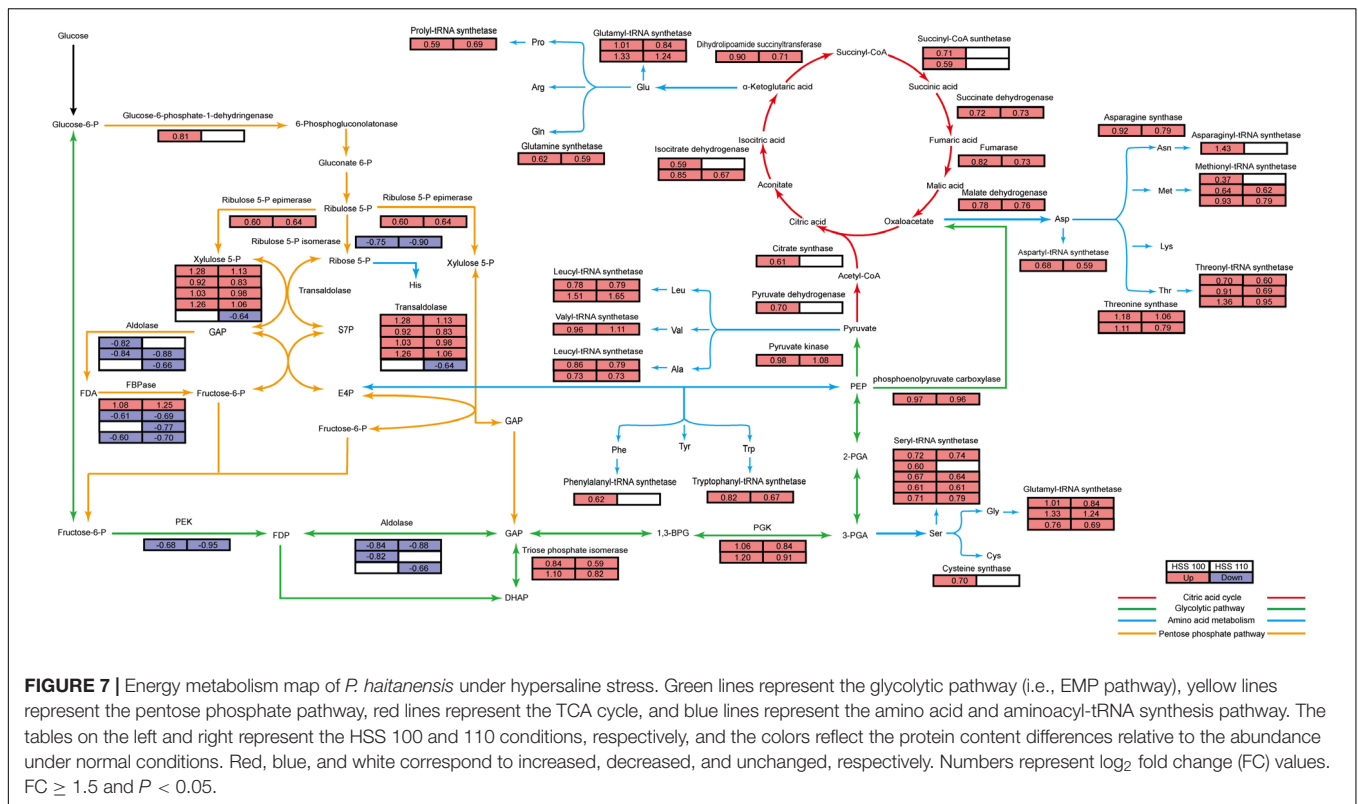 Glucose
Glucose-6-P
Glucose-6-phosphate-1-dehydringenase
0.81
6-Phosphogluconolatonase
Gluconate 6-P
Ribulose 5-P epimerase
0.60 0.64
Ribulose 5-P
Ribulose 5-P epimerase
0.60 0.64
Ribulose 5-P isomerase
-0.75 -0.90
Xylulose 5-P
1.28 1.13
0.92 0.83
1.03 0.98
1.26 1.06
-0.64
Ribose 5-P
His
Xylulose 5-P
Transaldolase
Transaldolase
1.28 1.13
0.92 0.83
1.03 0.98
1.26 1.06
-0.64
GAP
S7P
Aldolase
-0.82
-0.84 -0.88
-0.66
FDA
FBPase
1.08 1.25
-0.61 -0.69
-0.77
-0.60 -0.70
Fructose-6-P
E4P
Fructose-6-P
GAP
Fructose-6-P
PEK
-0.68 -0.95
FDP
Aldolase
-0.84 -0.88
-0.82
-0.66
GAP
Triose phosphate isomerase
0.84 0.59
1.10 0.82
DHAP
1,3-BPG
PGK
1.06 0.84
1.20 0.91
3-PGA
2-PGA
PEP
phosphoenolpyruvate carboxylase
0.97 0.96
Pyruvate kinase
0.98 1.08
Pyruvate
Pyruvate dehydrogenase
0.70
Acetyl-CoA
Citrate synthase
0.61
Citric acid
Aconitate
Isocitric acid
Isocitrate dehydrogenase
0.59
0.85 0.67
α-Ketoglutaric acid
Dihydrolipoamide succinyltransferase
0.90 0.71
Succinyl-CoA
Succinyl-CoA sunthetase
0.71
0.59
Succinic acid
Succinate dehydrogenase
0.72 0.73
Fumaric acid
Fumarase
0.82 0.73
Malic acid
Malate dehydrogenase
0.78 0.76
Oxaloacetate
Prolyl-tRNA synthetase
0.59 0.69
Pro
Glutamyl-tRNA synthetase
1.01 0.84
1.33 1.24
Arg
Glu
Gln
Glutamine synthetase
0.62 0.59
Leucyl-tRNA synthetase
0.78 0.79
1.51 1.65
Leu
Valyl-tRNA synthetase
0.96 1.11
Val
Leucyl-tRNA synthetase
0.86 0.79
0.73 0.73
Ala
Phe
Tyr
Trp
Phenylalanyl-tRNA synthetase
0.62
Tryptophanyl-tRNA synthetase
0.82 0.67
Asp
Aspartyl-tRNA synthetase
0.68 0.59
Asparagine synthase
0.92 0.79
Asn
Asparaginyl-tRNA synthetase
1.43
Met
Methionyl-tRNA synthetase
0.37
0.64 0.62
0.93 0.79
Lys
Thr
Threonyl-tRNA synthetase
0.70 0.60
0.91 0.69
1.36 0.95
Threonine synthase
1.18 1.06
1.11 0.79
Seryl-tRNA synthetase
0.72 0.74
0.60
0.67 0.64
0.61 0.61
0.71 0.79
Ser
Gly
Glutamyl-tRNA synthetase
1.01 0.84
1.33 1.24
0.76 0.69
Cys
Cysteine synthase
0.70
HSS 100 HSS 110
Up Down
Citric acid cycle
Glycolytic pathway
Amino acid metabolism
Pentose phosphate pathway
FIGURE 7 | Energy metabolism map of P. haitanensis under hypersaline stress. Green lines represent the glycolytic pathway (i.e., EMP pathway), yellow lines
represent the pentose phosphate pathway, red lines represent the TCA cycle, and blue lines represent the amino acid and aminoacyl-tRNA synthesis pathway. The
tables on the left and right represent the HSS 100 and 110 conditions, respectively, and the colors reflect the protein content differences relative to the abundance
under normal conditions. Red, blue, and white correspond to increased, decreased, and unchanged, respectively. Numbers represent log2 fold change (FC) values.
FC ≥ 1.5 and P < 0.05.